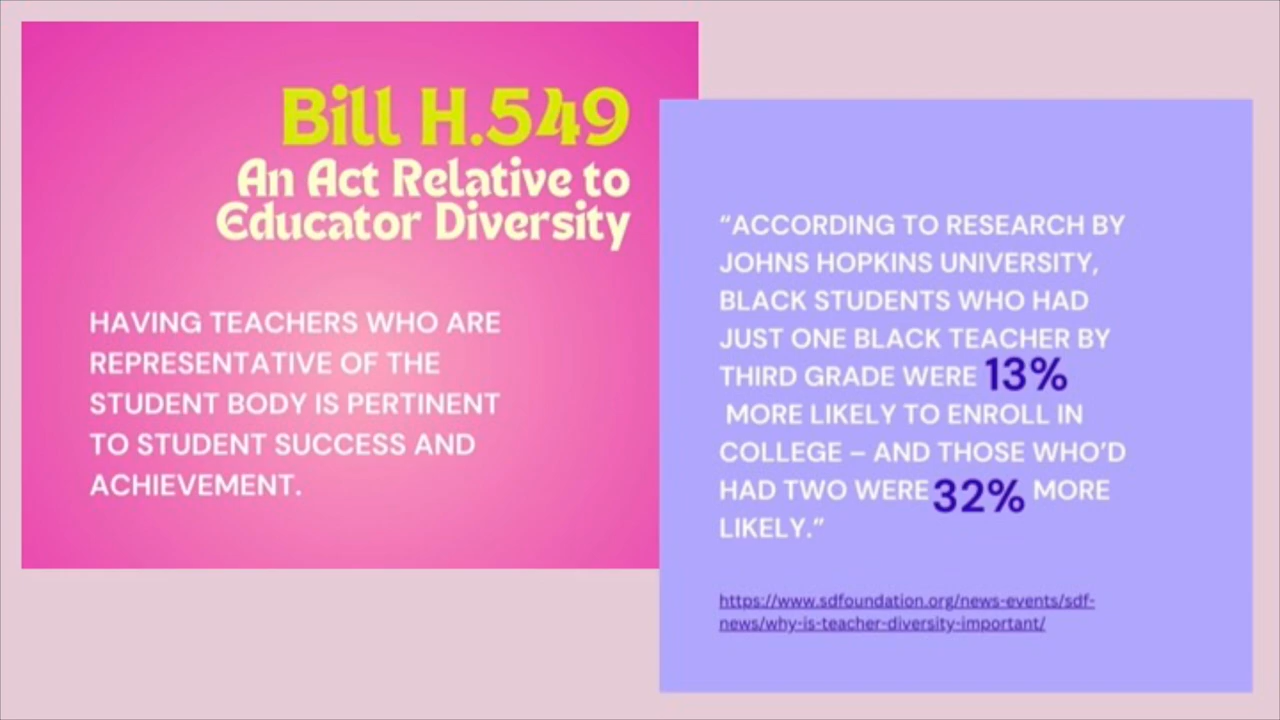 Bill H.549
An Act Relative to
Educator Diversity
HAVING TEACHERS WHO ARE
REPRESENTATIVE OF THE
STUDENT BODY IS PERTINENT
TO STUDENT SUCCESS AND
ACHIEVEMENT.
“ACCORDING TO RESEARCH BY
JOHNS HOPKINS UNIVERSITY,
BLACK STUDENTS WHO HAD
JUST ONE BLACK TEACHER BY
THIRD GRADE WERE 13%
MORE LIKELY TO ENROLL IN
COLLEGE – AND THOSE WHO’D
HAD TWO WERE 32% MORE
LIKELY.”
https://www.sdfoundation.org/news-events/sdf-
news/why-is-teacher-diversity-important/